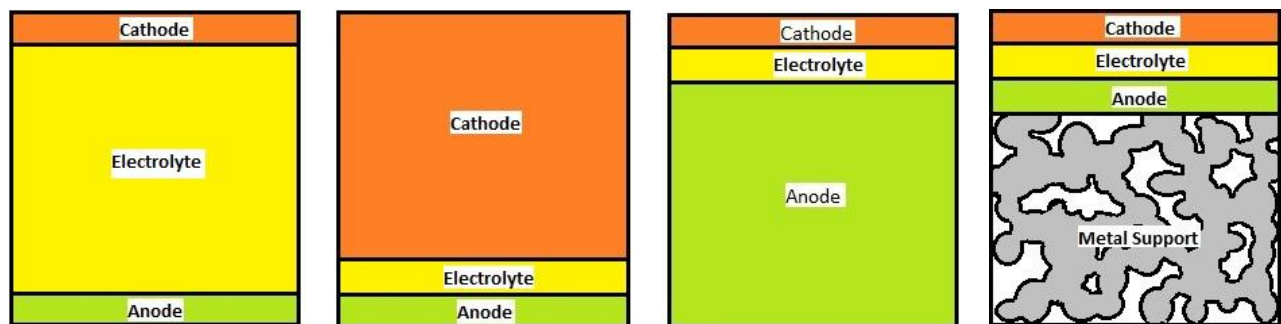 Cathode
Electrolyte
Anode
Cathode
Electrolyte
Anode
Cathode
Electrolyte
Anode
Cathode
Electrolyte
Anode
Metal Support